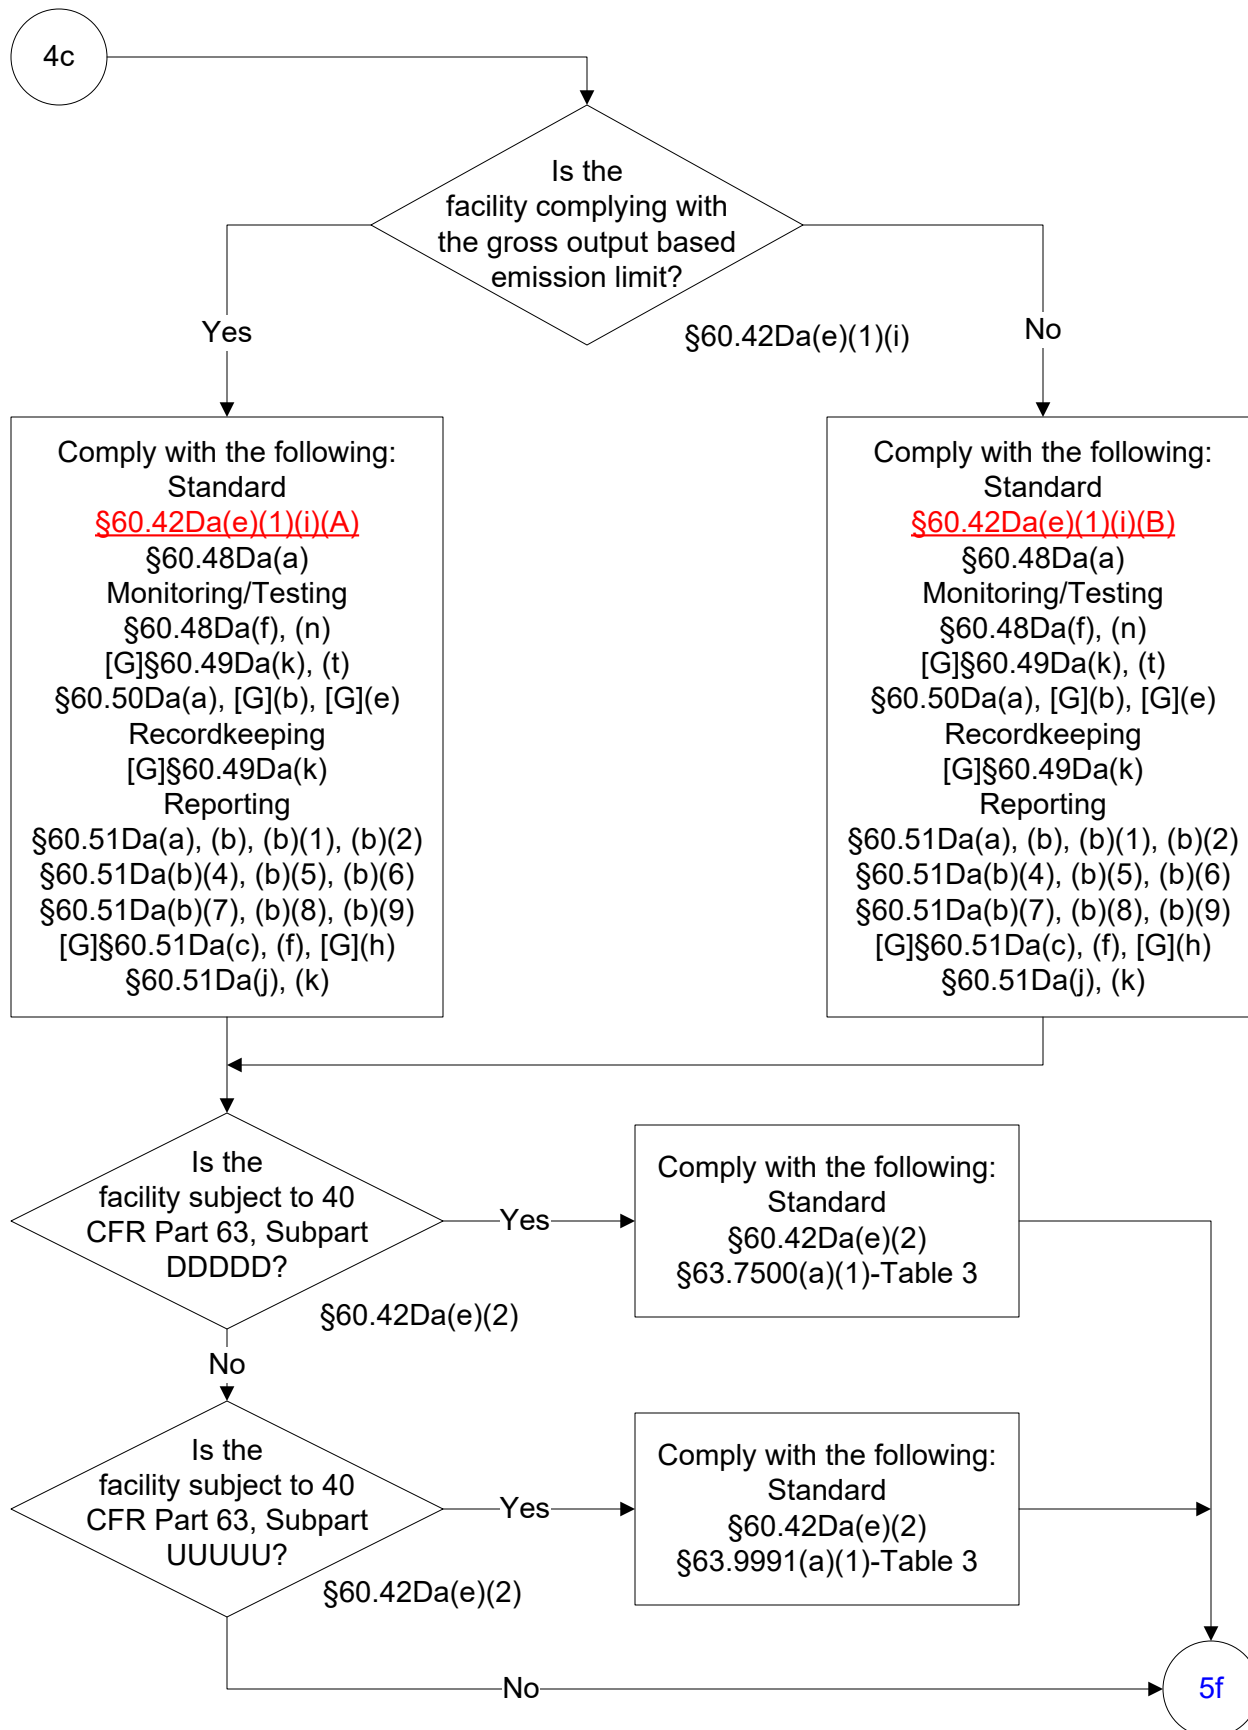 4c
Is the
facility complying with
the gross output based
emission limit?
§60.42Da(e)(1)(i)
Yes
No
Comply with the following:
Standard
§60.42Da(e)(1)(i)(A)
§60.48Da(a)
Monitoring/Testing
§60.48Da(f), (n)
[G]§60.49Da(k), (t)
§60.50Da(a), [G](b), [G](e)
Recordkeeping
[G]§60.49Da(k)
Reporting
§60.51Da(a), (b), (b)(1), (b)(2)
§60.51Da(b)(4), (b)(5), (b)(6)
§60.51Da(b)(7), (b)(8), (b)(9)
[G]§60.51Da(c), (f), [G](h)
§60.51Da(j), (k)
Comply with the following:
Standard
§60.42Da(e)(1)(i)(B)
§60.48Da(a)
Monitoring/Testing
§60.48Da(f), (n)
[G]§60.49Da(k), (t)
§60.50Da(a), [G](b), [G](e)
Recordkeeping
[G]§60.49Da(k)
Reporting
§60.51Da(a), (b), (b)(1), (b)(2)
§60.51Da(b)(4), (b)(5), (b)(6)
§60.51Da(b)(7), (b)(8), (b)(9)
[G]§60.51Da(c), (f), [G](h)
§60.51Da(j), (k)
Is the
facility subject to 40
CFR Part 63, Subpart
DDDDD?
§60.42Da(e)(2)
Yes
Comply with the following:
Standard
§60.42Da(e)(2)
§63.7500(a)(1)-Table 3
No
Is the
facility subject to 40
CFR Part 63, Subpart
UUUUU?
§60.42Da(e)(2)
Yes
Comply with the following:
Standard
§60.42Da(e)(2)
§63.9991(a)(1)-Table 3
No
5f